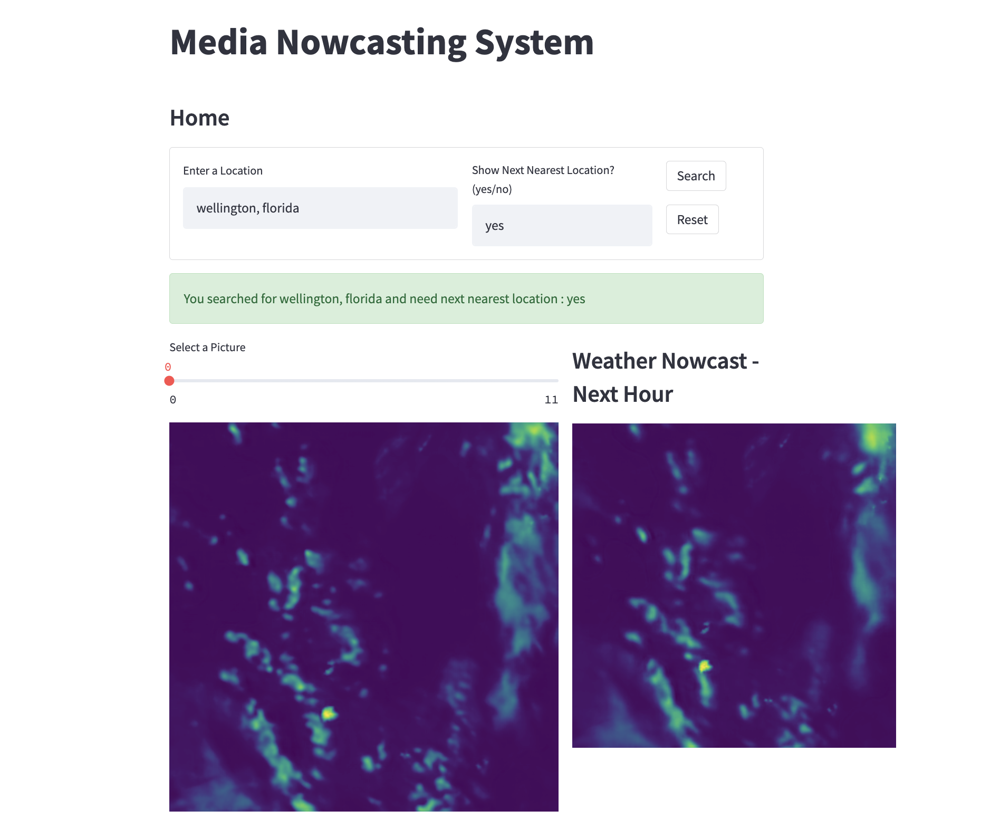 Media Nowcasting System
Home
Enter a Location
wellington, florida
Show Next Nearest Location?
(yes/no)
yes
Search
Reset
You searched for wellington, florida and need next nearest location : yes
Select a Picture
0
0
11
Weather Nowcast -
Next Hour